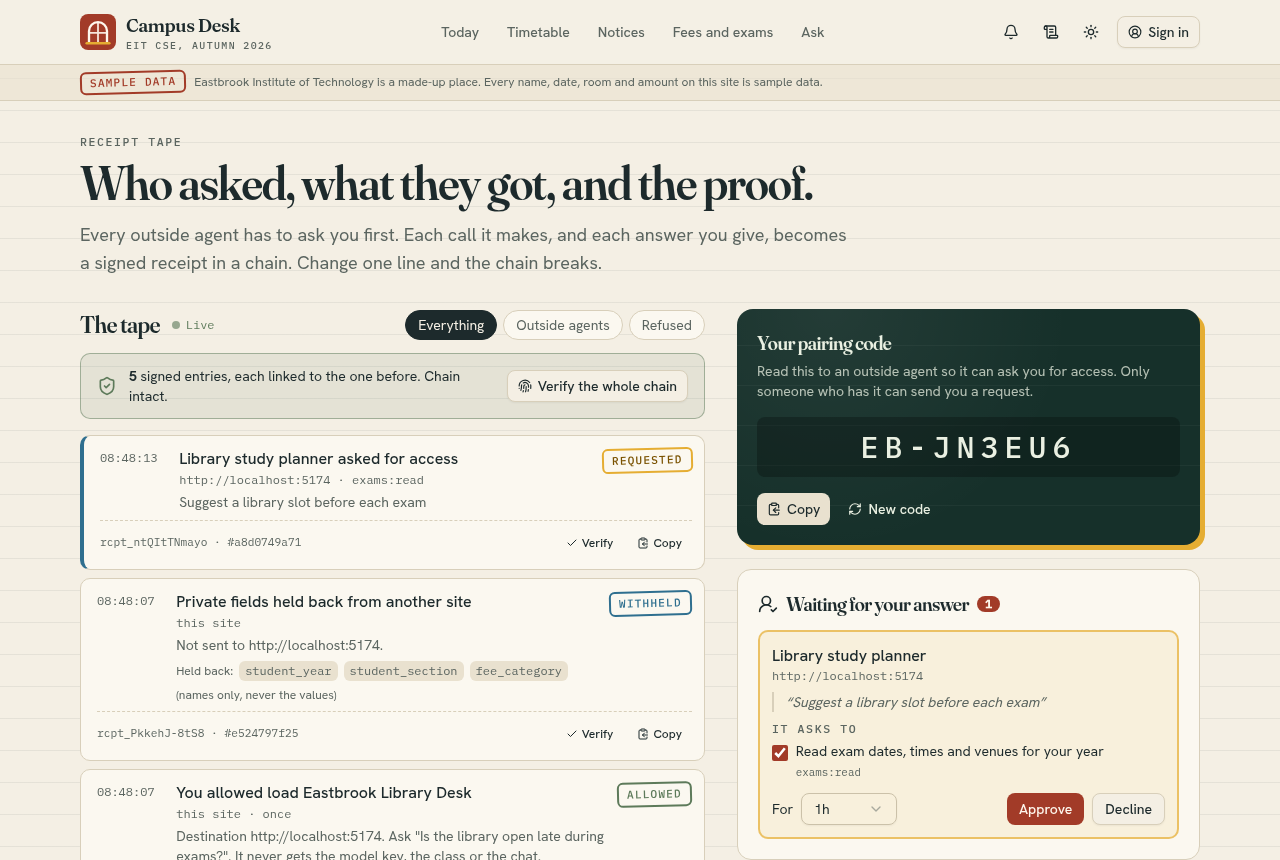 Campus Desk
EIT CSE, AUTUMN 2026
Today
Timetable
Notices
Fees and exams
Ask
Sign in
SAMPLE DATA
Eastbrook Institute of Technology is a made-up place. Every name, date, room and amount on this site is sample data.
RECEIPT TAPE
Who asked, what they got, and the proof.
Every outside agent has to ask you first. Each call it makes, and each answer you give, becomes
a signed receipt in a chain. Change one line and the chain breaks.
The tape
Live
Everything
Outside agents
Refused
5 signed entries, each linked to the one before. Chain
intact.
Verify the whole chain
08:48:13
Library study planner asked for access
REQUESTED
http://localhost:5174 · exams:read
Suggest a library slot before each exam
rcpt_ntQItTNmayo · #a8d0749a71
Verify
Copy
08:48:07
Private fields held back from another site
WITHHELD
this site
Not sent to http://localhost:5174.
Held back: student_year student_section fee_category
(names only, never the values)
rcpt_PkkehJ-8tS8 · #e524797f25
Verify
Copy
08:48:07
You allowed load Eastbrook Library Desk
ALLOWED
this site · once
Destination http://localhost:5174. Ask "Is the library open late during
exams?". It never gets the model key, the class or the chat.
Your pairing code
Read this to an outside agent so it can ask you for access. Only
someone who has it can send you a request.
EB-JN3EU6
Copy
New code
Waiting for your answer
1
Library study planner
http://localhost:5174
“Suggest a library slot before each exam”
IT ASKS TO
Read exam dates, times and venues for your year
exams:read
For
1h
Approve
Decline